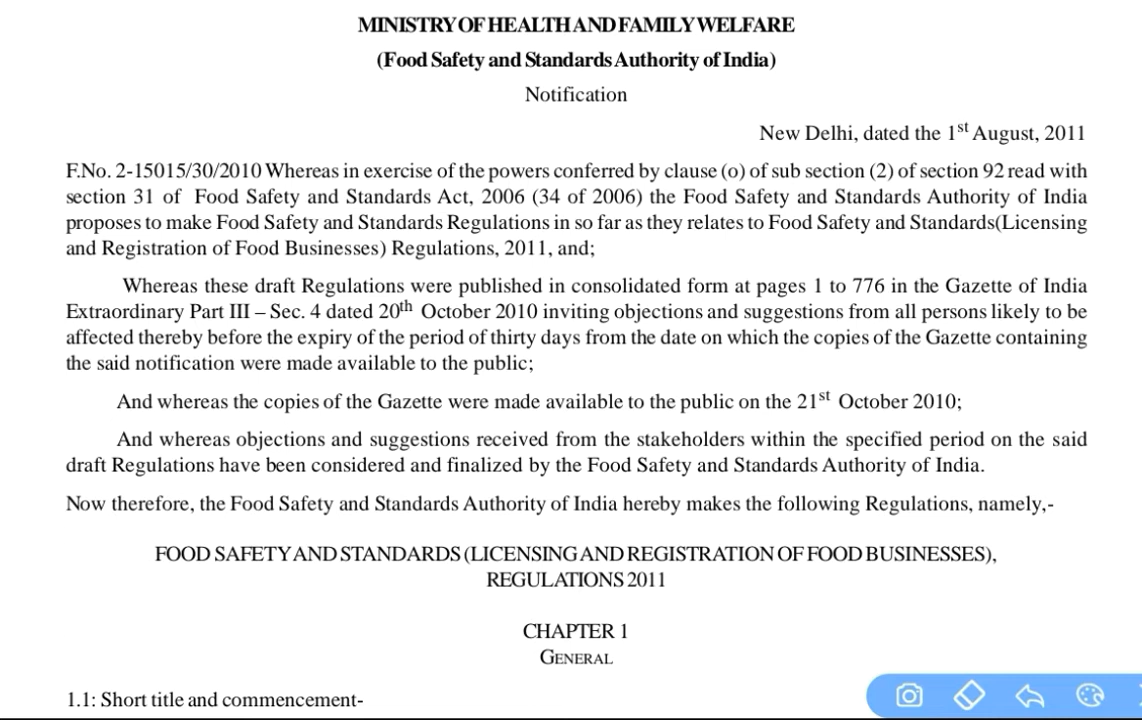 MINISTRY OF HEALTH AND FAMILY WELFARE
(Food Safety and Standards Authority of India)
Notification
New Delhi, dated the 1st August, 2011
F.No. 2-15015/30/2010 Whereas in exercise of the powers conferred by clause (o) of sub section (2) of section 92 read with
section 31 of Food Safety and Standards Act, 2006 (34 of 2006) the Food Safety and Standards Authority of India
proposes to make Food Safety and Standards Regulations in so far as they relates to Food Safety and Standards(Licensing
and Registration of Food Businesses) Regulations, 2011, and;
Whereas these draft Regulations were published in consolidated form at pages 1 to 776 in the Gazette of India
Extraordinary Part III – Sec. 4 dated 20th October 2010 inviting objections and suggestions from all persons likely to be
affected thereby before the expiry of the period of thirty days from the date on which the copies of the Gazette containing
the said notification were made available to the public;
And whereas the copies of the Gazette were made available to the public on the 21st October 2010;
And whereas objections and suggestions received from the stakeholders within the specified period on the said
draft Regulations have been considered and finalized by the Food Safety and Standards Authority of India.
Now therefore, the Food Safety and Standards Authority of India hereby makes the following Regulations, namely,-
FOOD SAFETY AND STANDARDS (LICENSING AND REGISTRATION OF FOOD BUSINESSES),
REGULATIONS 2011
CHAPTER 1
GENERAL
1.1: Short title and commencement-